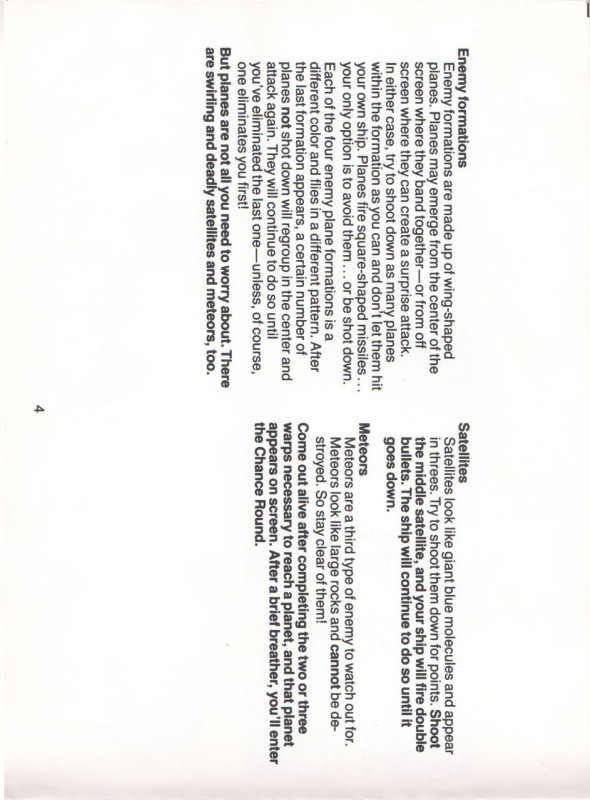 Enemy formations
Enemy formations are made up of wing-shaped
planes. Planes may emerge from the center of the
screen where they band together—or from off
screen where they can create a surprise attack.
In either case, try to shoot down as many planes
within the formation as you can and don't let them hit
your own ship. Planes fire square-shaped missiles...
your only option is to avoid them...or be shot down.
Each of the four enemy plane formations is a
different color and flies in a different pattern. After
the last formation appears, a certain number of
planes not shot down will regroup in the center and
attack again. They will continue to do so until
you've eliminated the last one—unless, of course,
one eliminates you first!
But planes are not all you need to worry about. There
are swirling and deadly satellites and meteors, too.
Satellites
Satellites look like giant blue molecules and appear
in threes. Try to shoot them down for points. Shoot
the middle satellite, and your ship will fire double
bullets. The ship will continue to do so until it
goes down.
Meteors
Meteors are a third type of enemy to watch out for.
Meteors look like large rocks and cannot be de-
stroyed. So stay clear of them!
Come out alive after completing the two or three
warps necessary to reach a planet, and that planet
appears on screen. After a brief breather, you'll enter
the Chance Round.
4